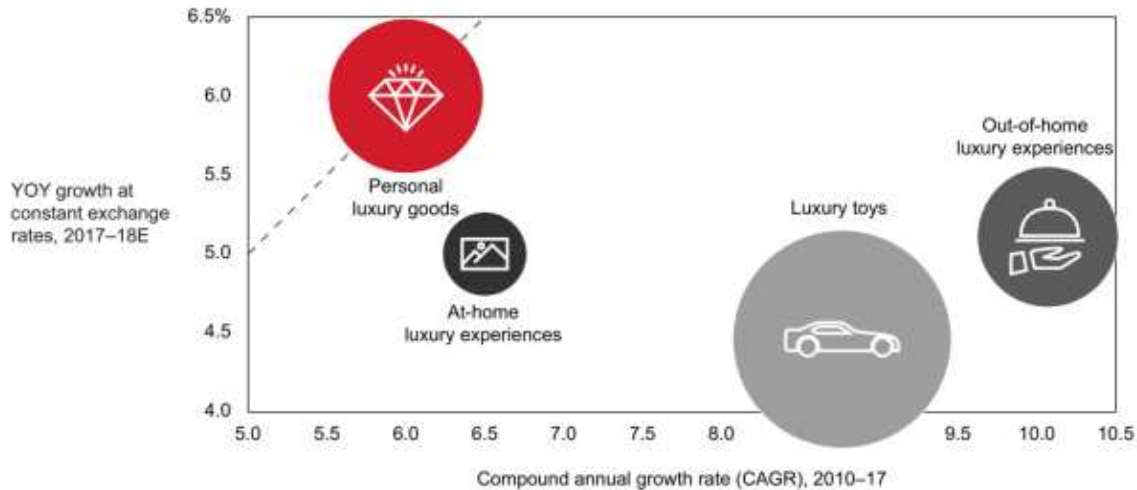 6.5%
6.0
5.5
5.0
4.5
4.0
YOY growth at
constant exchange
rates, 2017–18E
Personal
luxury goods
At-home
luxury experiences
Luxury toys
Out-of-home
luxury experiences
5.0 5.5 6.0 6.5 7.0 7.5 8.0 9.5 10.0 10.5
Compound annual growth rate (CAGR), 2010–17